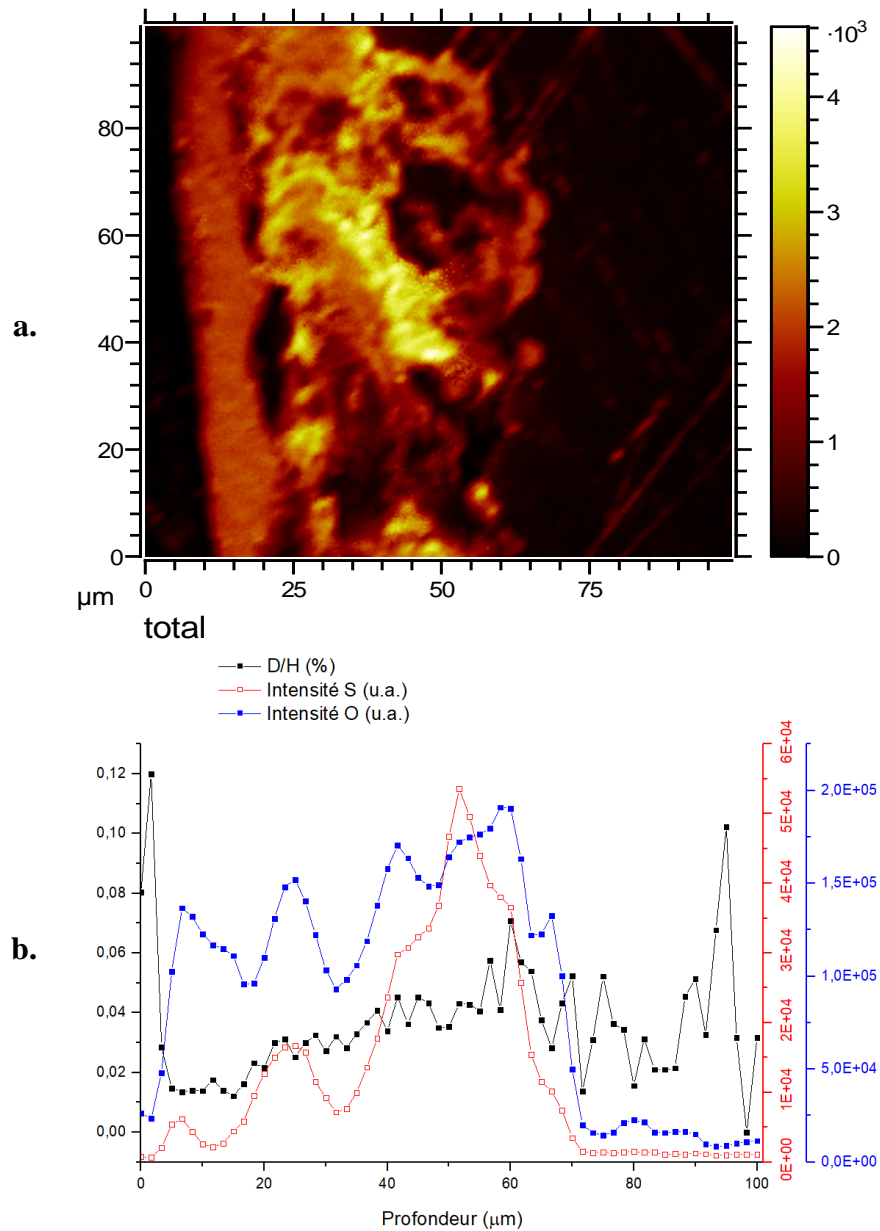 a.
80
60
40
20
0
µm
0
25
50
75
total
·10³
4
3
2
1
0
b.
D/H (%)
Intensité S (u.a.)
Intensité O (u.a.)
0,12
0,10
0,08
0,06
0,04
0,02
0,00
0
20
40
60
80
100
Profondeur (µm)
6E+04
5E+04
4E+04
3E+04
2E+04
1E+04
0E+00
2,0E+05
1,5E+05
1,0E+05
5,0E+04
0,0E+00